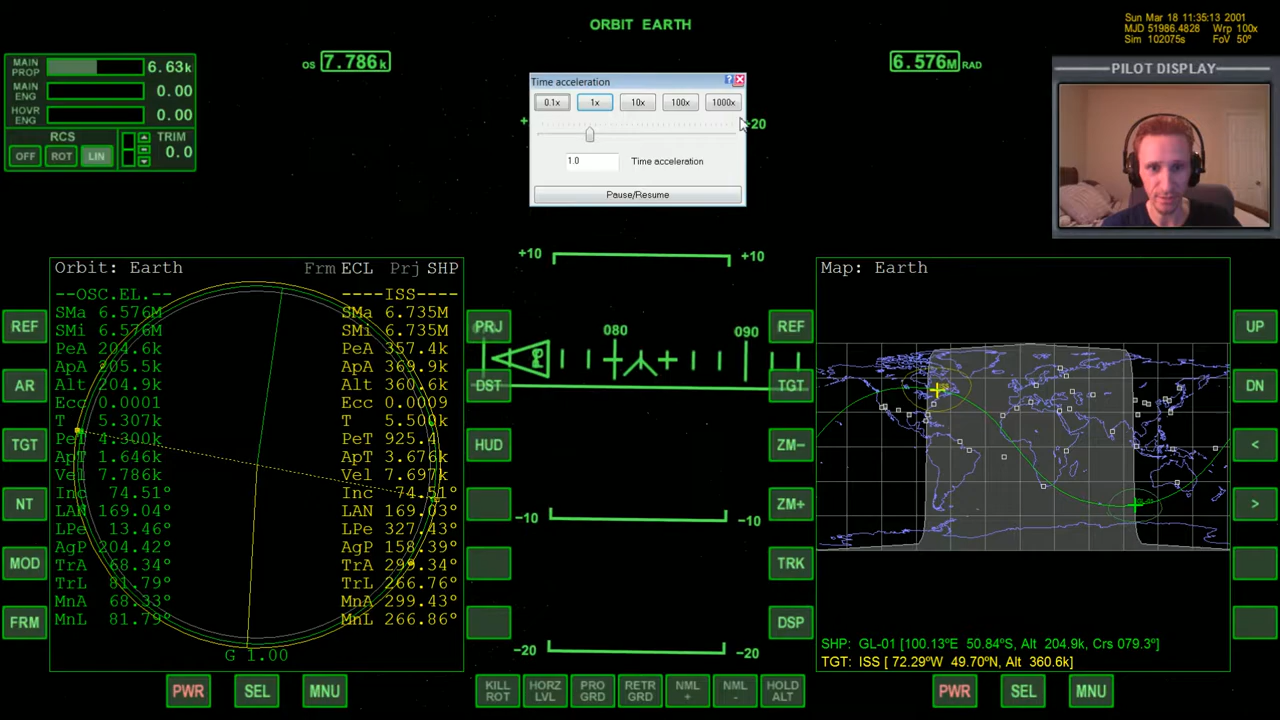 ORBIT EARTH
Sun Mar 18 11:35:13 2001
MJD 51986.4828 Wrp 100x
Sim 102075s FoV 50°
MAIN PROP 6.63k
MAIN ENG 0.00
HOVR ENG 0.00
RCS TRIM
OFF ROT LIN 0.0
OS 7.786k
6.576M RAD
PILOT DISPLAY
Time acceleration
0.1x 1x 10x 100x 1000x
1.0 Time acceleration
Pause/Resume
+20
+10 +10
080 090
-10 -10
-20 -20
Orbit: Earth Frm ECL Prj SHP
--OSC.EL.-- ----ISS----
SMa 6.576M SMa 6.735M
SMi 6.576M SMi 6.735M
PeA 204.6k PeA 357.4k
ApA 205.5k ApA 369.9k
Alt 204.9k Alt 360.6k
Ecc 0.0001 Ecc 0.0009
T 5.307k T 5.500k
PeT 4.300k PeT 925.4
ApT 1.646k ApT 3.676k
Vel 7.786k Vel 7.697k
Inc 74.51° Inc 74.51°
LAN 169.04° LAN 169.03°
LPe 13.46° LPe 327.43°
AgP 204.42° AgP 158.39°
TrA 68.34° TrA 299.34°
TrL 81.79° TrL 266.76°
MnA 68.33° MnA 299.43°
MnL 81.79° MnL 266.86°
G 1.00
REF
AR
TGT
NT
MOD
FRM
PRJ
DST
HUD
PWR SEL MNU
KILL ROT
HORZ LVL
PRO GRD
RETR GRD
NML +
NML -
HOLD ALT
Map: Earth
REF
TGT
ZM-
ZM+
TRK
DSP
UP
DN
<
>
SHP: GL-01 [100.13°E 50.84°S, Alt 204.9k, Crs 079.3°]
TGT: ISS [ 72.29°W 49.70°N, Alt 360.6k]
PWR SEL MNU